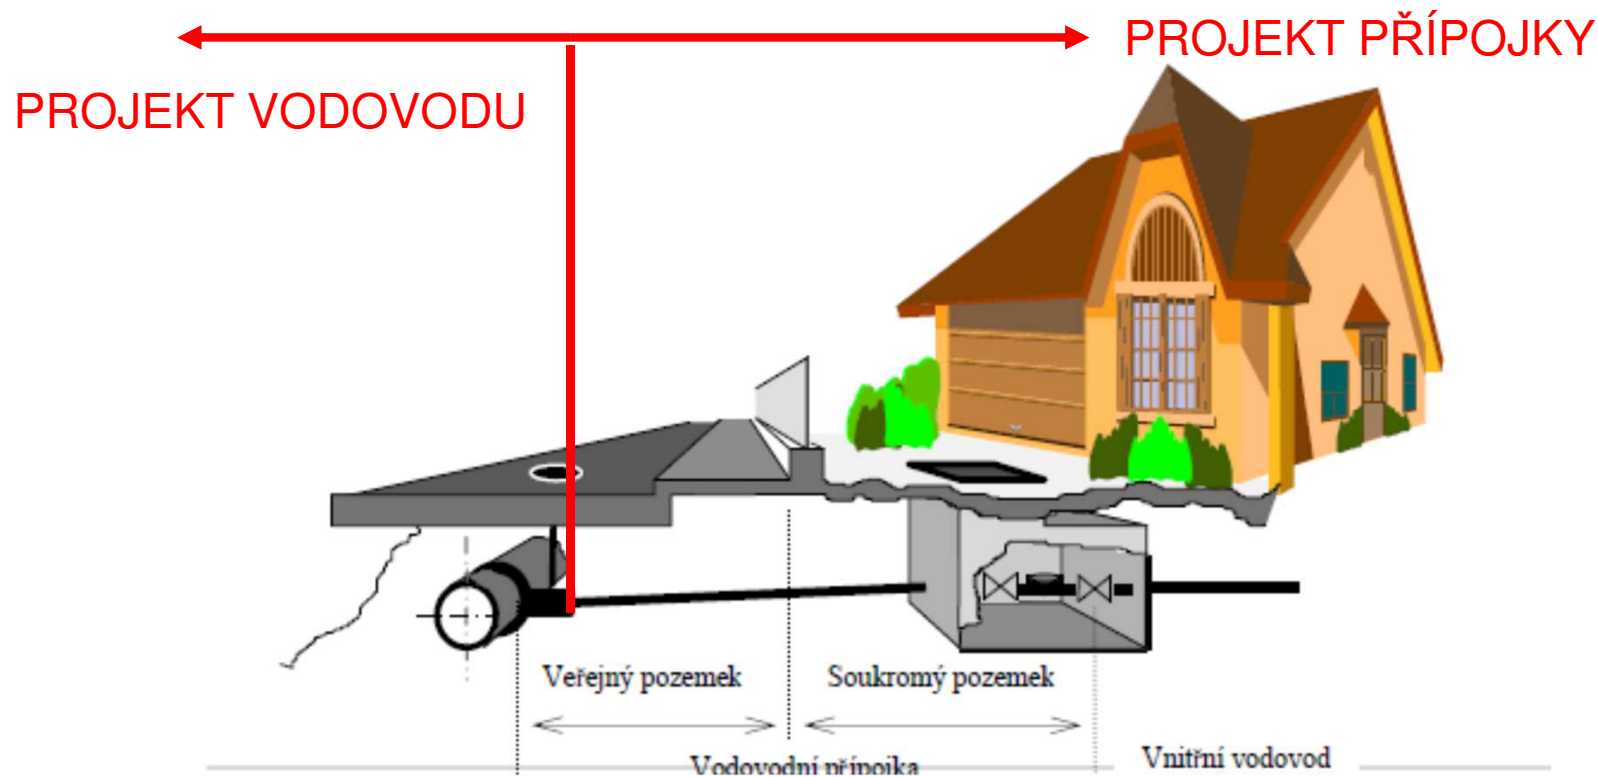 PROJEKT PŘÍPOJKY
PROJEKT VODOVODU
Veřejný pozemek
Soukromý pozemek
Vodovodní přípojka
Vnitřní vodovod